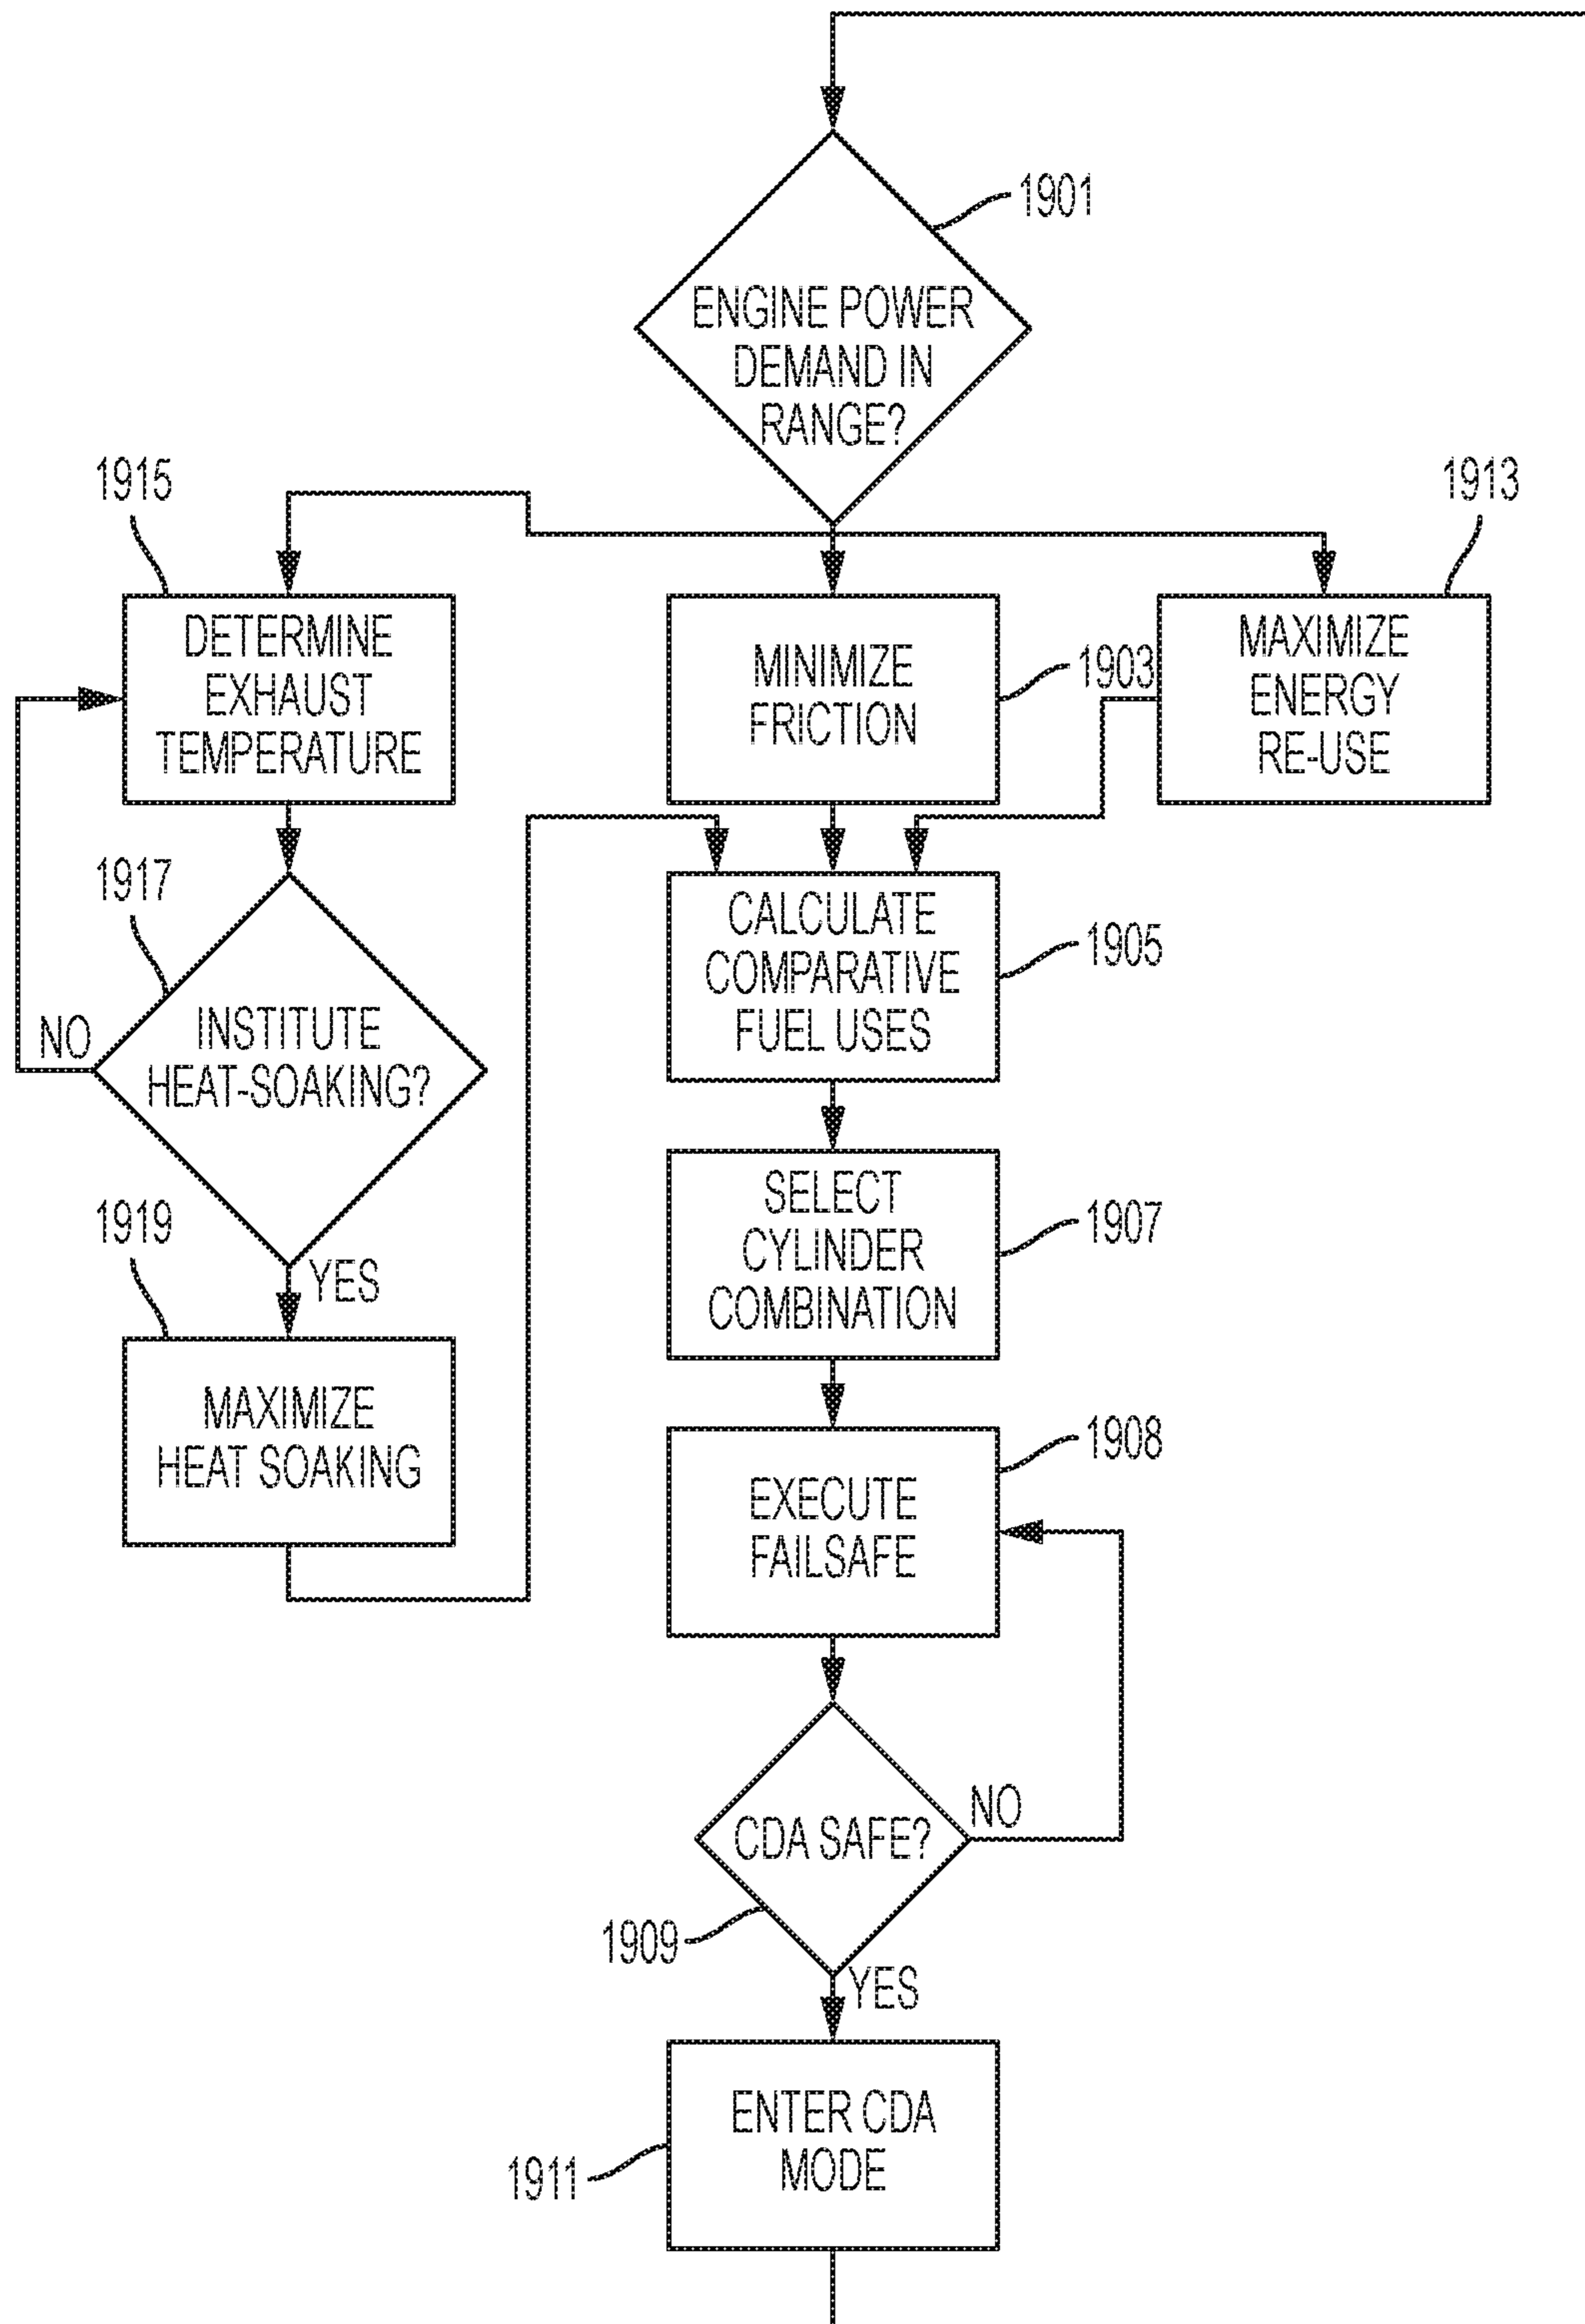 1901
ENGINE POWER
DEMAND IN
RANGE?
1915
1913
DETERMINE
EXHAUST
TEMPERATURE
MINIMIZE
FRICTION
1903
MAXIMIZE
ENERGY
RE-USE
1917
CALCULATE
COMPARATIVE
FUEL USES
1905
NO
INSTITUTE
HEAT-SOAKING?
SELECT
CYLINDER
COMBINATION
1907
1919
YES
MAXIMIZE
HEAT SOAKING
1908
EXECUTE
FAILSAFE
CDA SAFE?
NO
1909
YES
ENTER CDA
MODE
1911